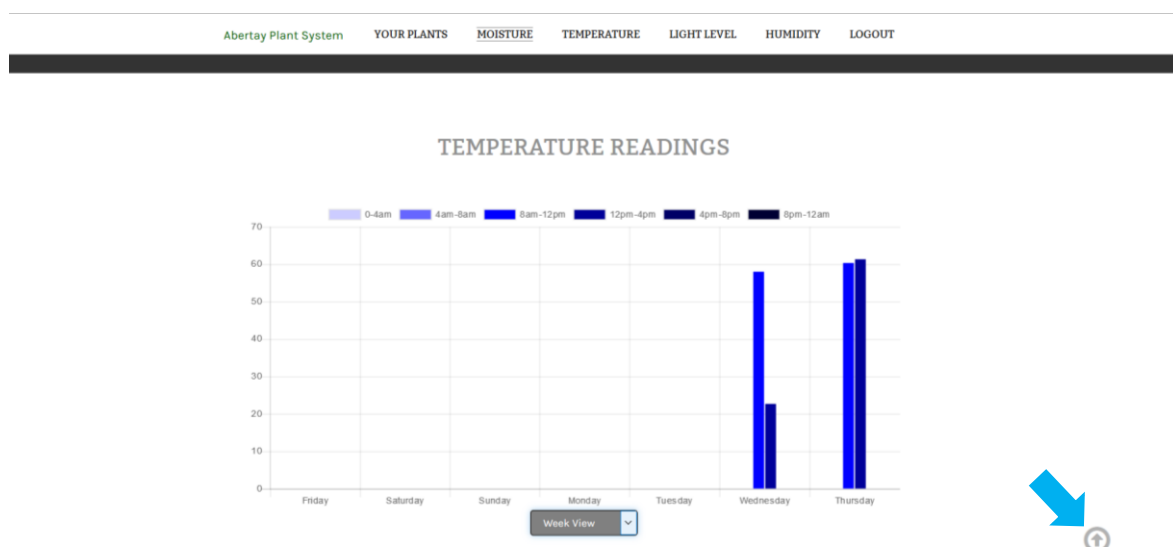 Abertay Plant System YOUR PLANTS MOISTURE TEMPERATURE LIGHT LEVEL HUMIDITY LOGOUT
TEMPERATURE READINGS
0-4am 4am-8am 8am-12pm 12pm-4pm 4pm-8pm 8pm-12am
70
60
50
40
30
20
10
0
Friday Saturday Sunday Monday Tuesday Wednesday Thursday
Week View